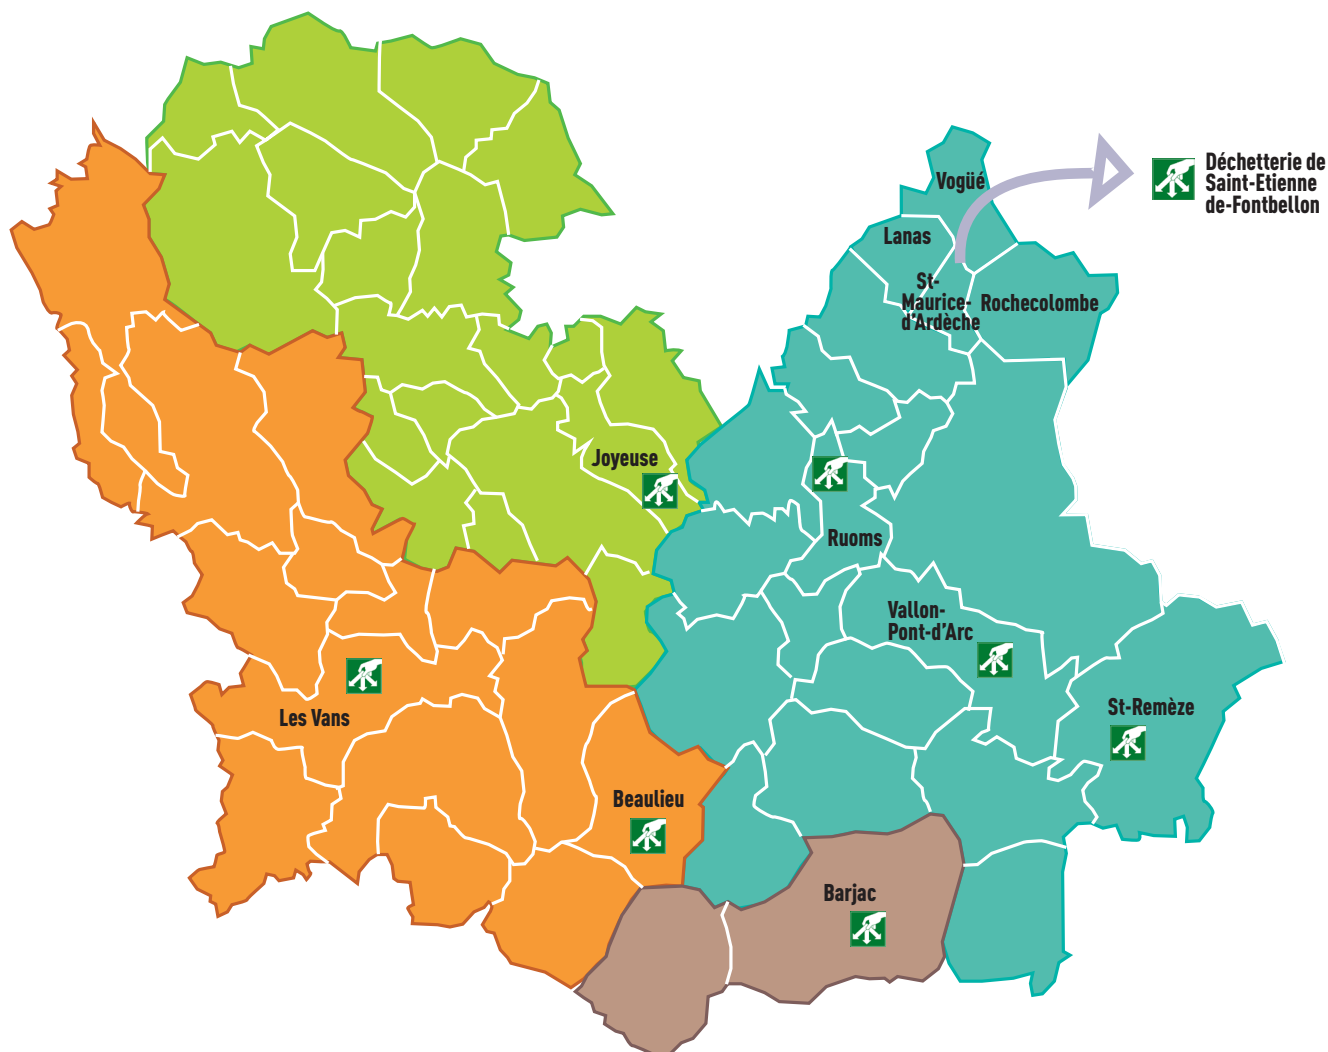 Déchetterie de
Saint-Etienne
de-Fontbellon
Vogüé
Lanas
St-
Maurice-
d'Ardèche
Rochecolombe
Joyeuse
Ruoms
Vallon-
Pont-d'Arc
St-Remèze
Les Vans
Beaulieu
Barjac